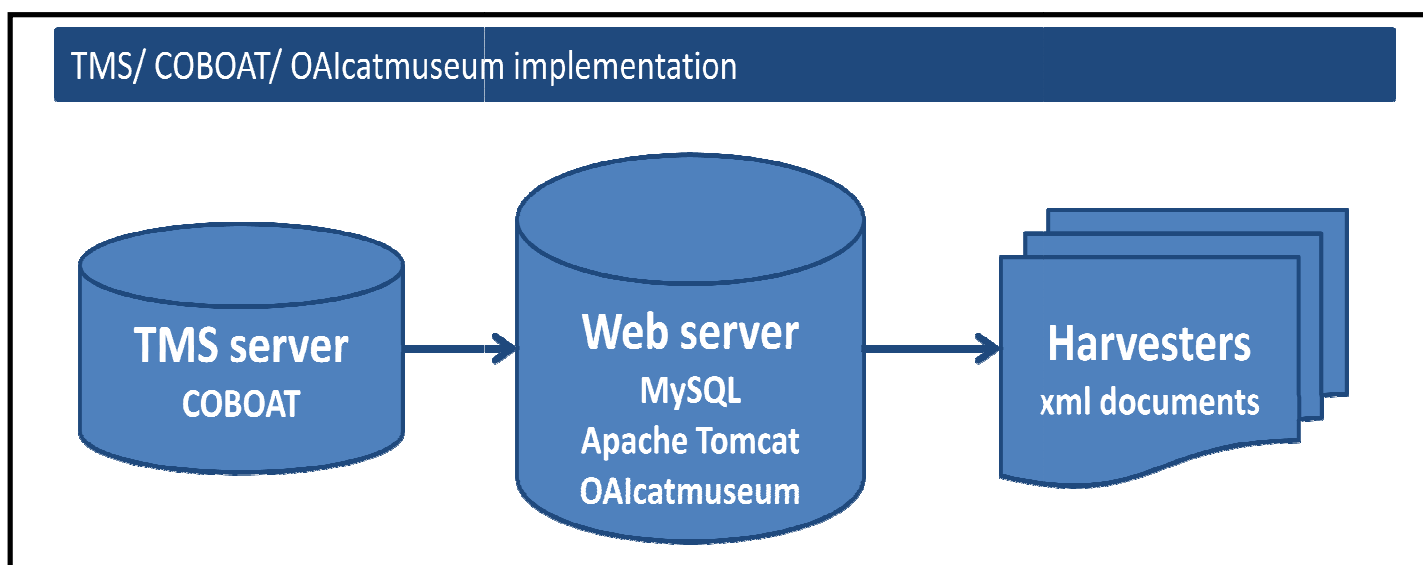 TMS/ COBOAT/ OAIcatmuseum implementation
TMS server
COBOAT
Web server
MySQL
Apache Tomcat
OAIcatmuseum
Harvesters
xml documents